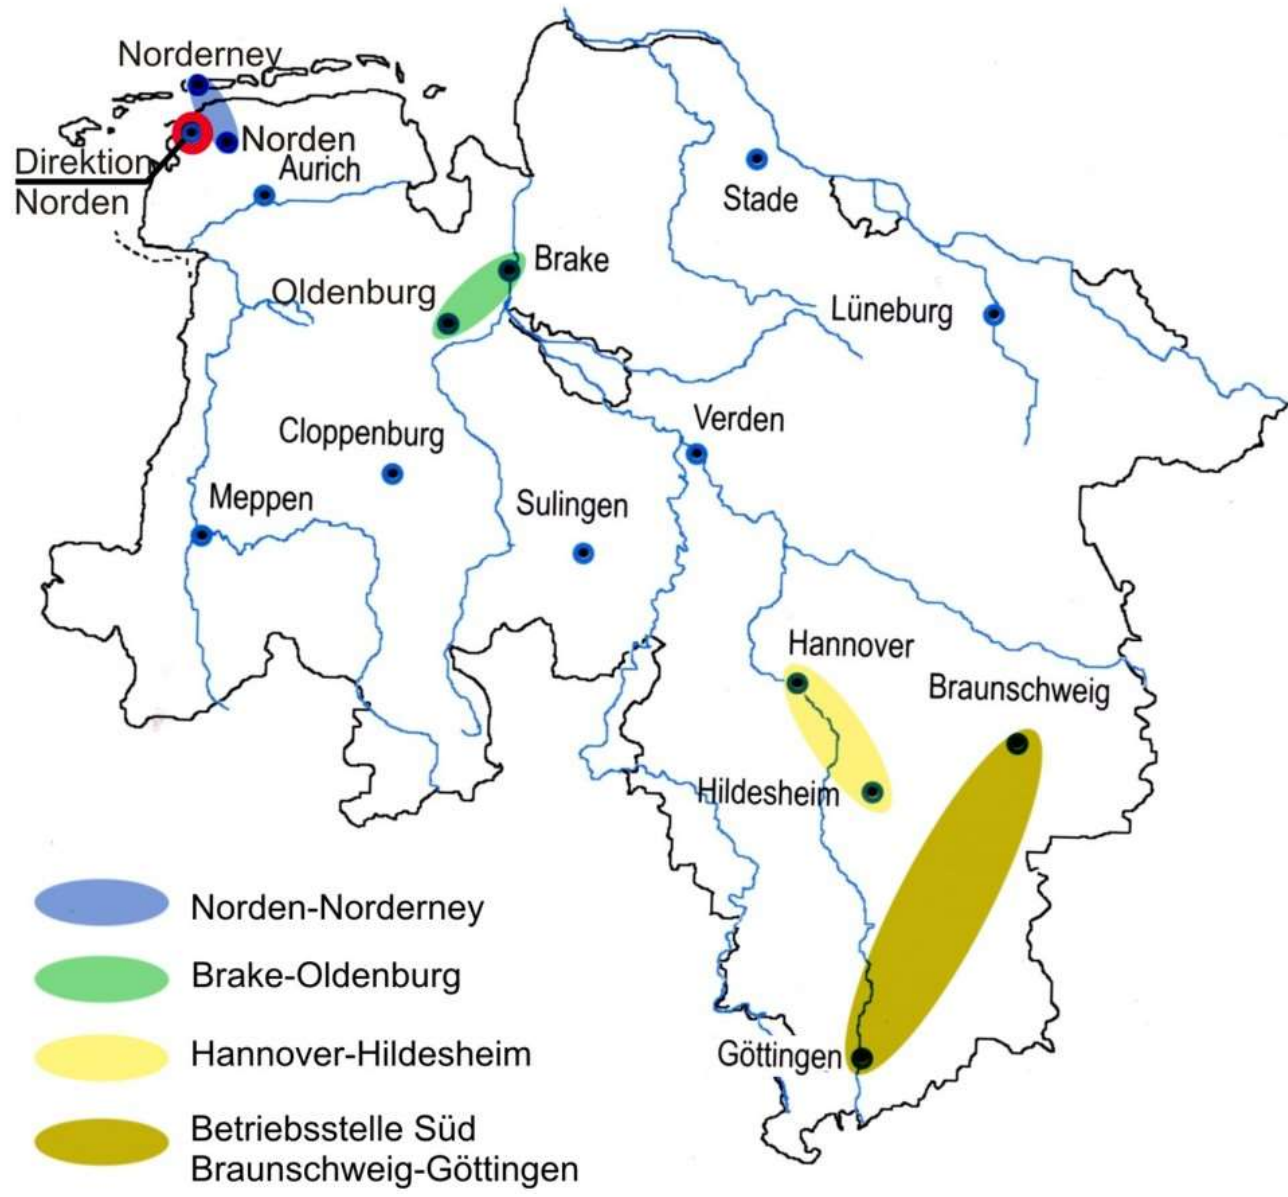 Norderney
Norden
Direktion
Norden
Aurich
Stade
Brake
Oldenburg
Lüneburg
Verden
Cloppenburg
Meppen
Sulingen
Hannover
Braunschweig
Hildesheim
Göttingen
Norden-Norderney
Brake-Oldenburg
Hannover-Hildesheim
Betriebsstelle Süd
Braunschweig-Göttingen